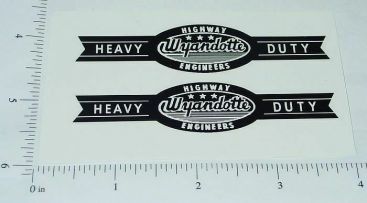 HIGHWAY
HEAVY Wyandotte DUTY
ENGINEERS
HIGHWAY
HEAVY Wyandotte DUTY
ENGINEERS
4
5
6
0 in 1 2 3 4